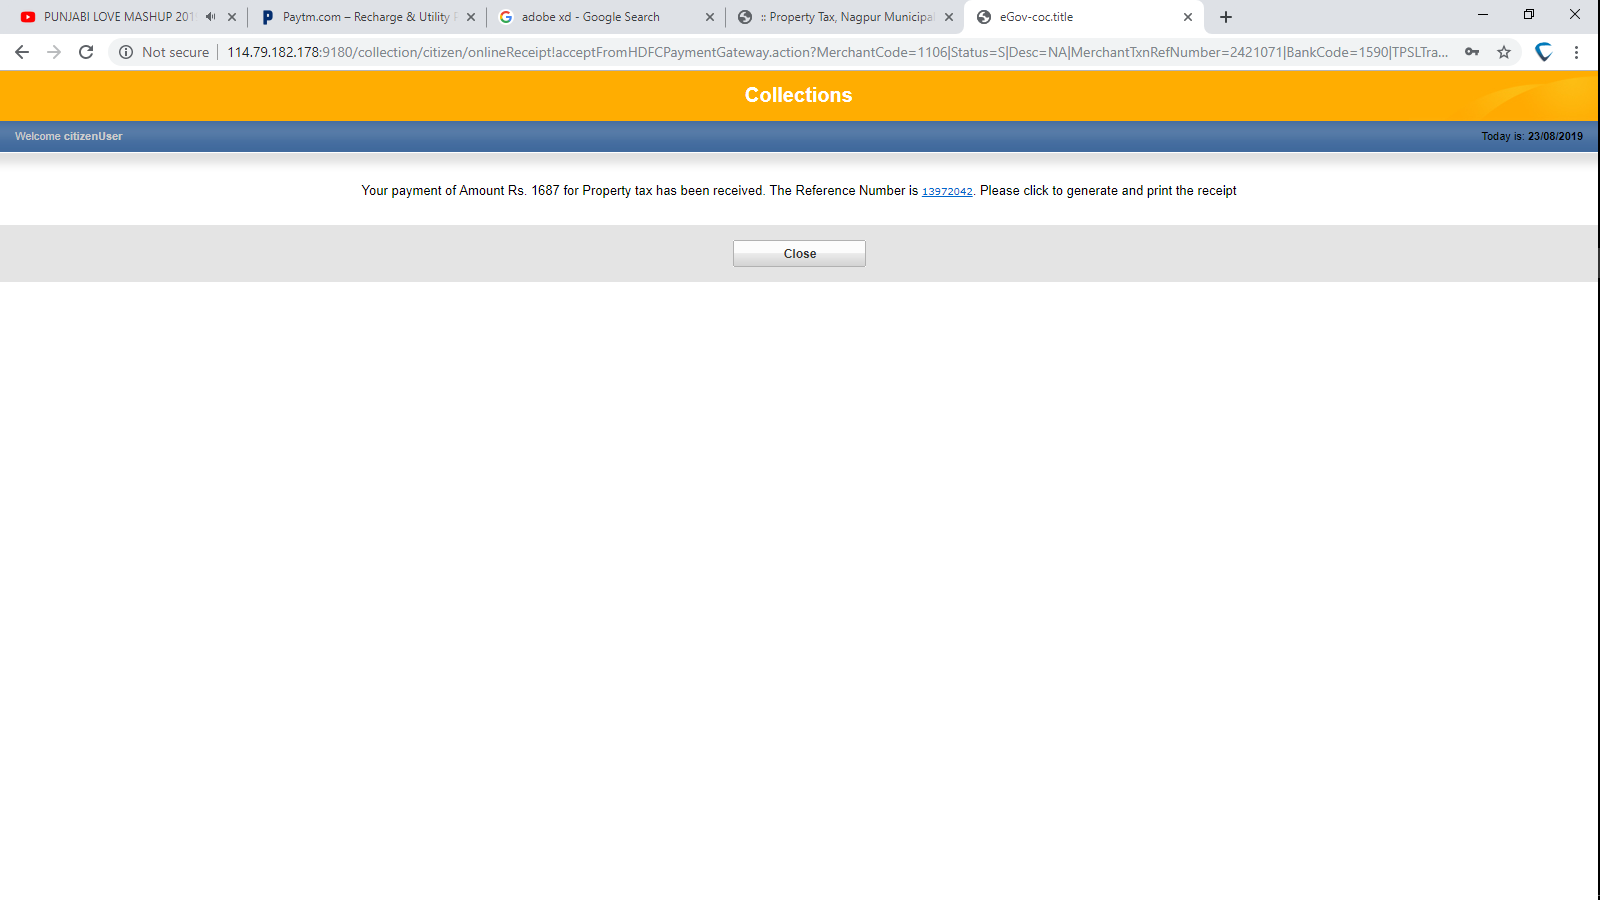 PUNJABI LOVE MASHUP 201
Paytm.com – Recharge & Utility
adobe xd - Google Search
:: Property Tax, Nagpur Municipal
eGov-coc.title
Not secure
114.79.182.178:9180/collection/citizen/onlineReceipt!acceptFromHDFCPaymentGateway.action?MerchantCode=1106|Status=S|Desc=NA|MerchantTxnRefNumber=2421071|BankCode=1590|TPSLTra...
Collections
Welcome citizenUser
Today is: 23/08/2019
Your payment of Amount Rs. 1687 for Property tax has been received. The Reference Number is 13972042. Please click to generate and print the receipt
Close